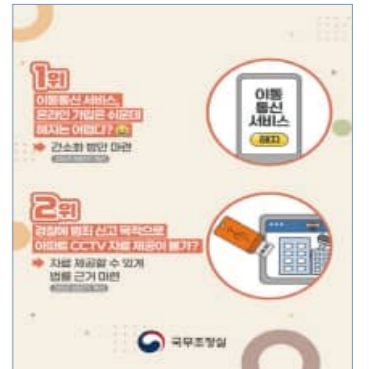 1위
이동통신 서비스,
온라인 가입은 쉬운데
해지는 어렵다?
➡ 간소화 방안 마련
이동
통신
서비스
해지
2위
경찰에 범죄 신고 목적으로
아파트 CCTV 자료 제공이 불가?
➡ 자료 제공할 수 있게
법률 근거 마련
국무조정실